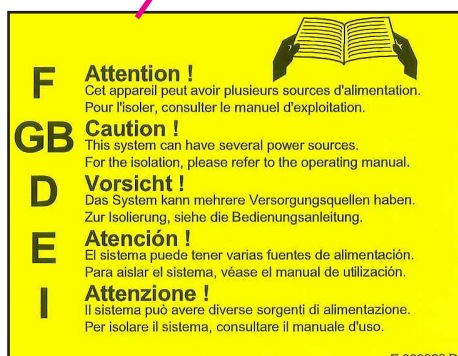 F
Attention !
Cet appareil peut avoir plusieurs sources d'alimentation.
Pour l'isoler, consulter le manuel d'exploitation.
GB
Caution !
This system can have several power sources.
For the isolation, please refer to the operating manual.
D
Vorsicht !
Das System kann mehrere Versorgungsquellen haben.
Zur Isolierung, siehe die Bedienungsanleitung.
E
Atención !
El sistema puede tener varias fuentes de alimentación.
Para aislar el sistema, véase el manual de utilización.
I
Attenzione !
Il sistema può avere diverse sorgenti di alimentazione.
Per isolare il sistema, consultare il manuale d'uso.